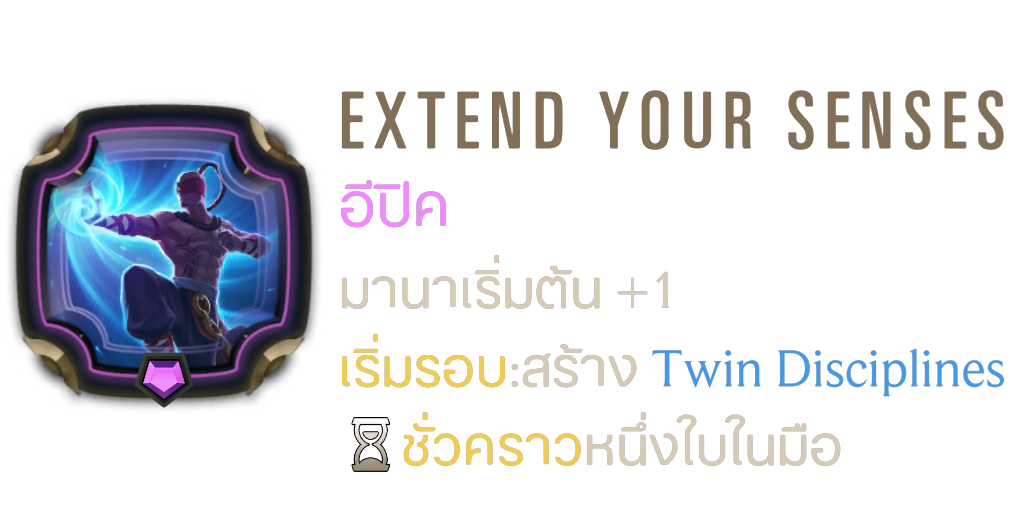 EXTEND YOUR SENSES
อีปิค
มานาเริ่มต้น +1
เริ่มรอบ:สร้าง Twin Disciplines
ชั่วคราวหนึ่งใบในมือ